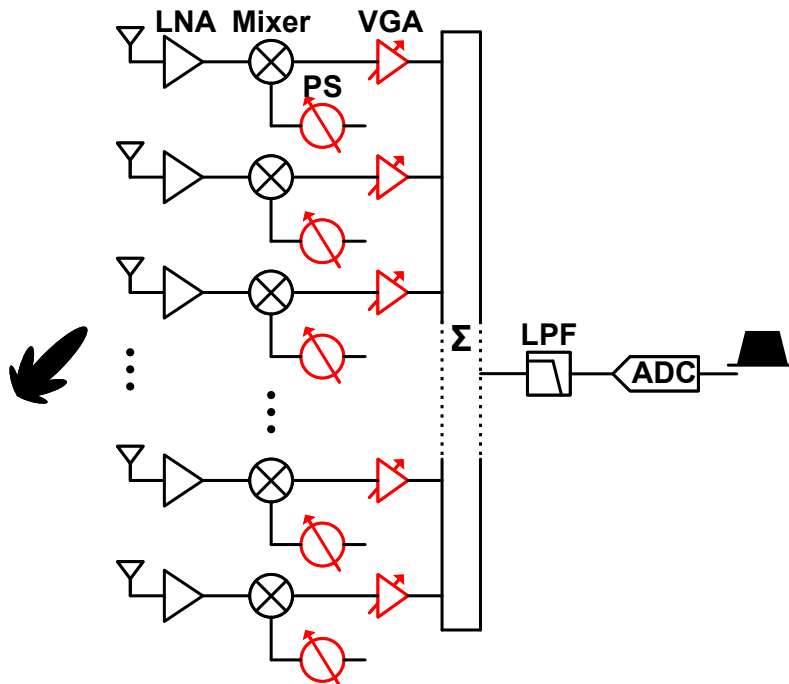 LNA Mixer VGA
PS
Σ
LPF
ADC